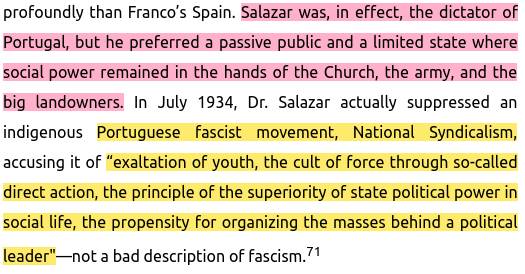 profoundly than Franco’s Spain. Salazar was, in effect, the dictator of
Portugal, but he preferred a passive public and a limited state where
social power remained in the hands of the Church, the army, and the
big landowners. In July 1934, Dr. Salazar actually suppressed an
indigenous Portuguese fascist movement, National Syndicalism,
accusing it of “exaltation of youth, the cult of force through so-called
direct action, the principle of the superiority of state political power in
social life, the propensity for organizing the masses behind a political
leader"—not a bad description of fascism.71